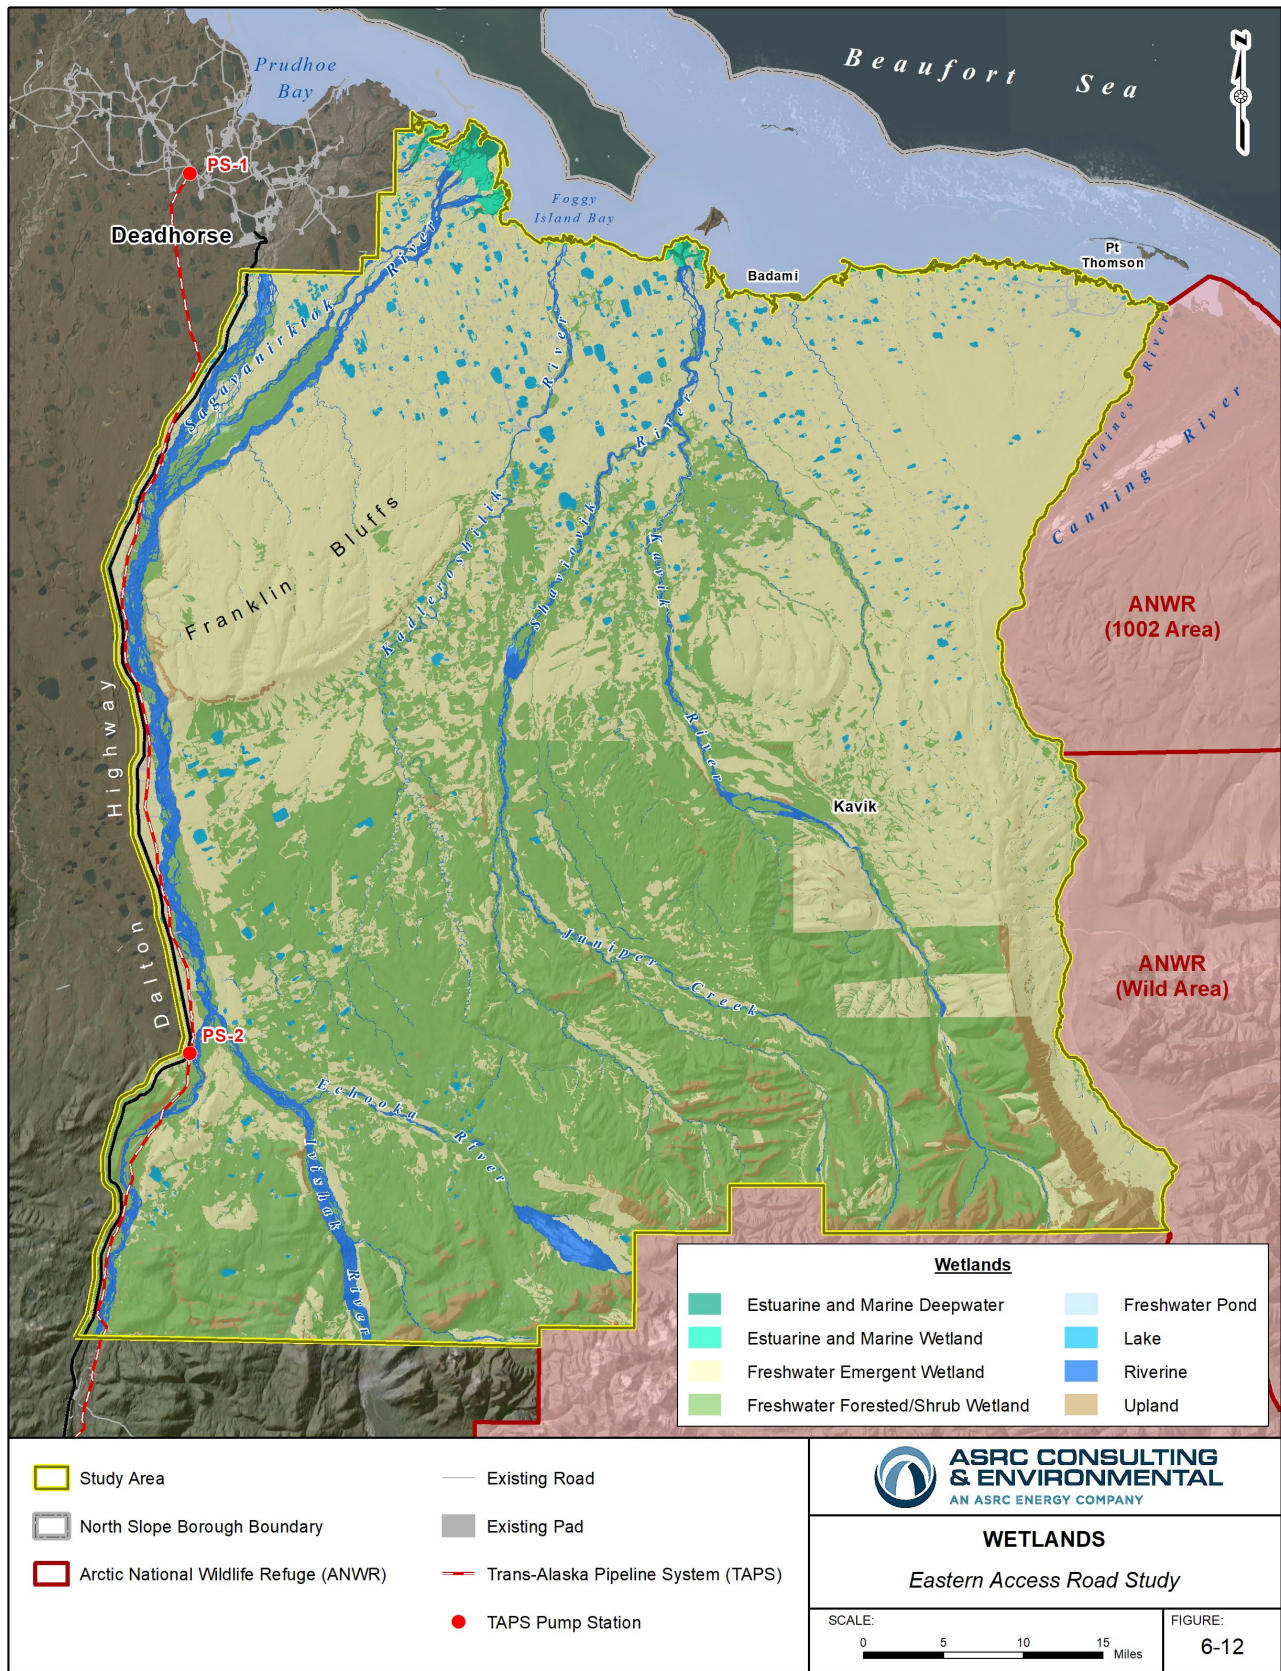 Prudhoe
Bay
Beaufort Sea
N
PS-1
Deadhorse
Foggy
Island Bay
Badami
Pt
Thomson
Sagavanirktok River
Kadleroshilik River
Shaviovik River
Kavik River
Staines River
Canning River
Franklin Bluffs
ANWR
(1002 Area)
Dalton Highway
Kavik
Juniper Creek
ANWR
(Wild Area)
PS-2
Echooka River
Ivishak River
Wetlands
Estuarine and Marine Deepwater
Estuarine and Marine Wetland
Freshwater Emergent Wetland
Freshwater Forested/Shrub Wetland
Freshwater Pond
Lake
Riverine
Upland
Study Area
North Slope Borough Boundary
Arctic National Wildlife Refuge (ANWR)
Existing Road
Existing Pad
Trans-Alaska Pipeline System (TAPS)
TAPS Pump Station
ASRC CONSULTING
& ENVIRONMENTAL
AN ASRC ENERGY COMPANY
WETLANDS
Eastern Access Road Study
SCALE:
0 5 10 15
Miles
FIGURE:
6-12